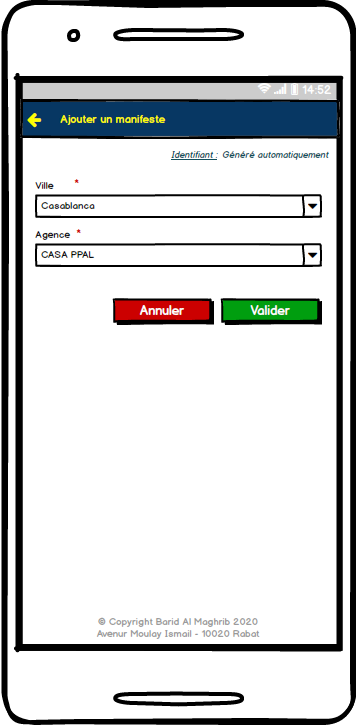 14:52
Ajouter un manifeste
Identifiant : Généré automatiquement
Ville *
Casablanca
Agence *
CASA PPAL
Annuler Valider
© Copyright Barid Al Maghrib 2020
Avenur Moulay Ismail - 10020 Rabat